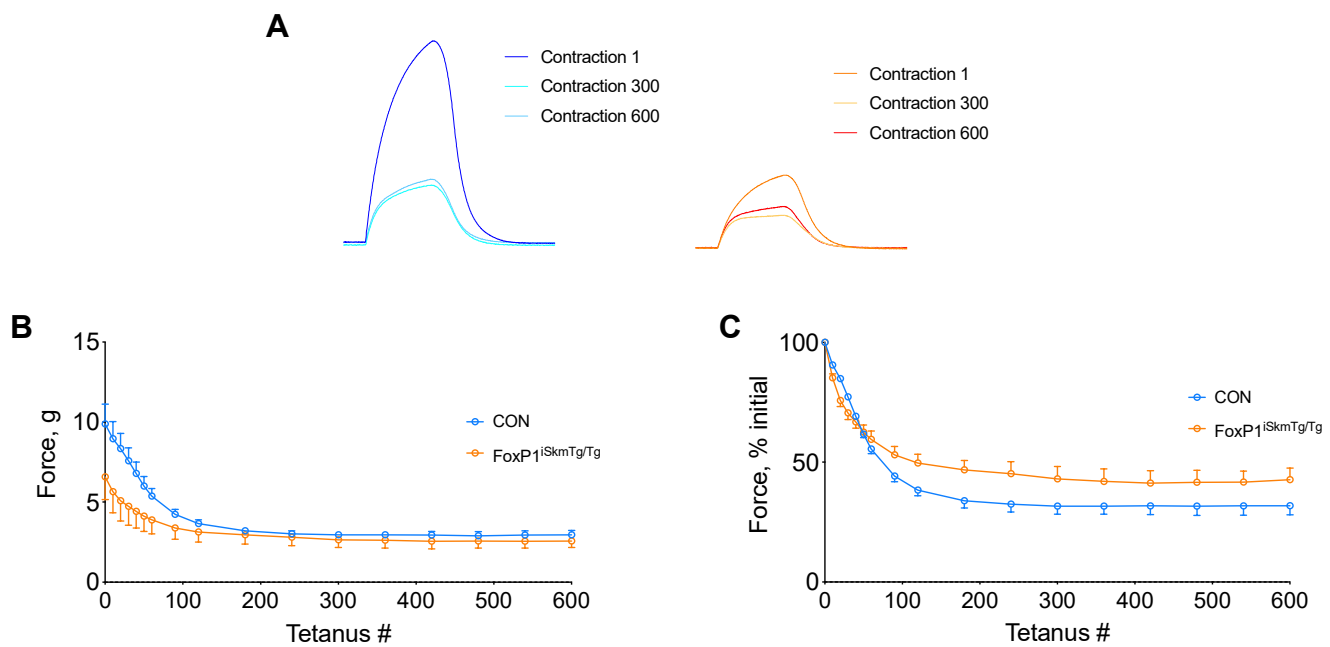 A
Contraction 1
Contraction 300
Contraction 600
Contraction 1
Contraction 300
Contraction 600
B
15
10
5
0
Force, g
CON
FoxP1iSkmTg/Tg
0 100 200 300 400 500 600
Tetanus #
C
100
50
0
Force, % initial
CON
FoxP1iSkmTg/Tg
0 100 200 300 400 500 600
Tetanus #